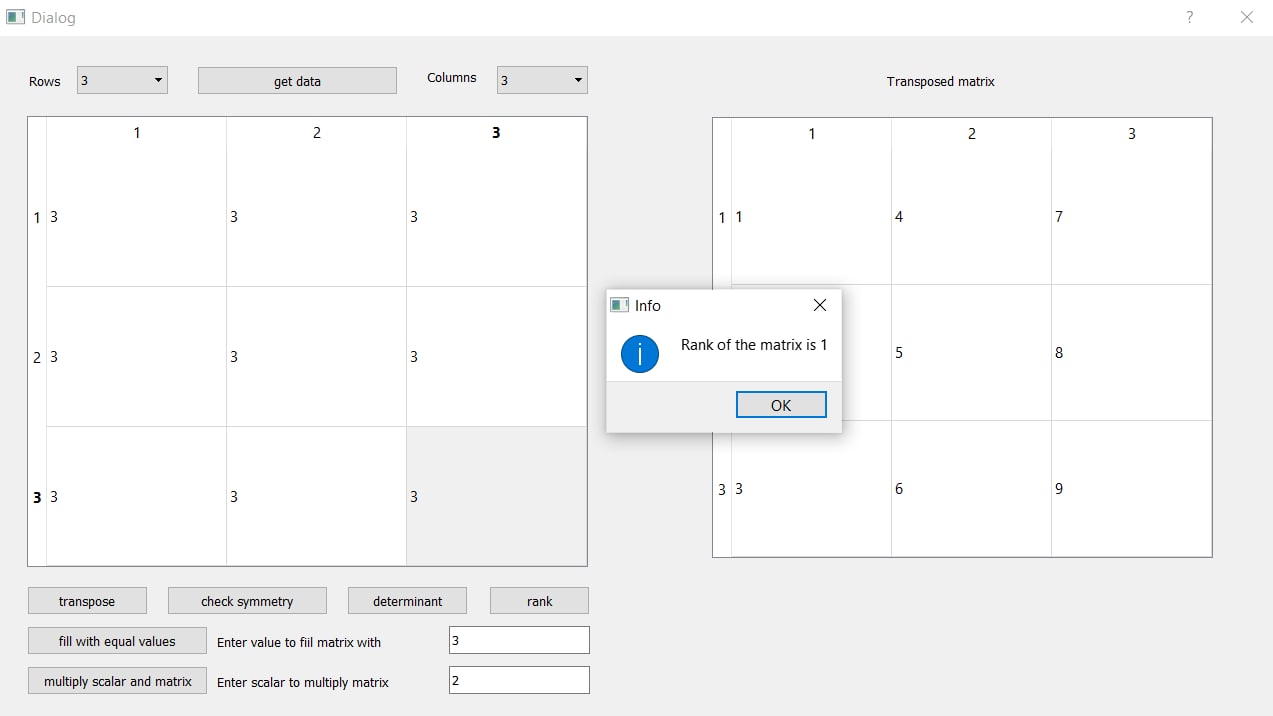 Dialog ?
Rows 3 get data Columns 3 Transposed matrix
1 2 3 1 2 3
1 3 3 3 1 1 4 7
Info
2 3 3 3 Rank of the matrix is 1 5 8
OK
3 3 3 3 3 3 6 9
transpose check symmetry determinant rank
fill with equal values Enter value to fiil matrix with 3
multiply scalar and matrix Enter scalar to multiply matrix 2